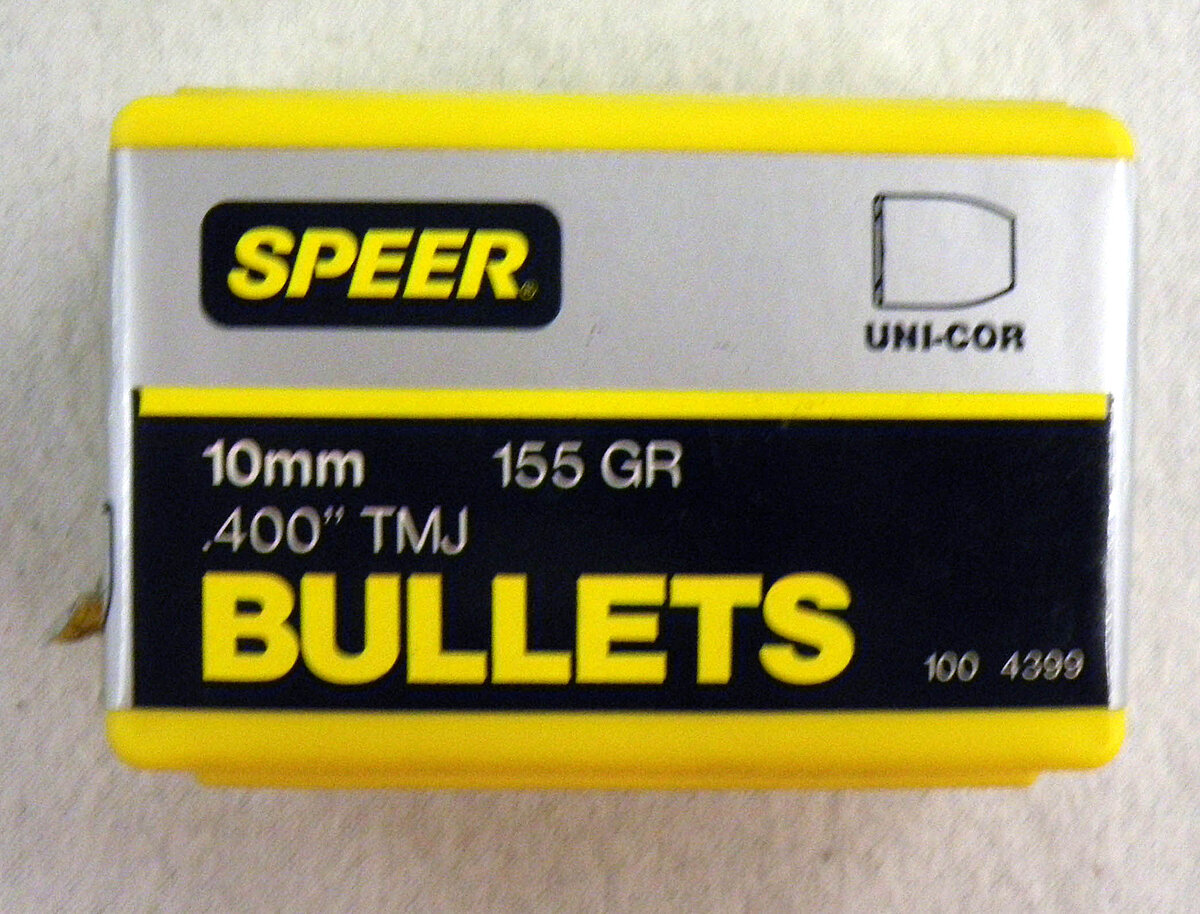 SPEER®
UNI-COR
10mm 155 GR
.400" TMJ
BULLETS
100 4399